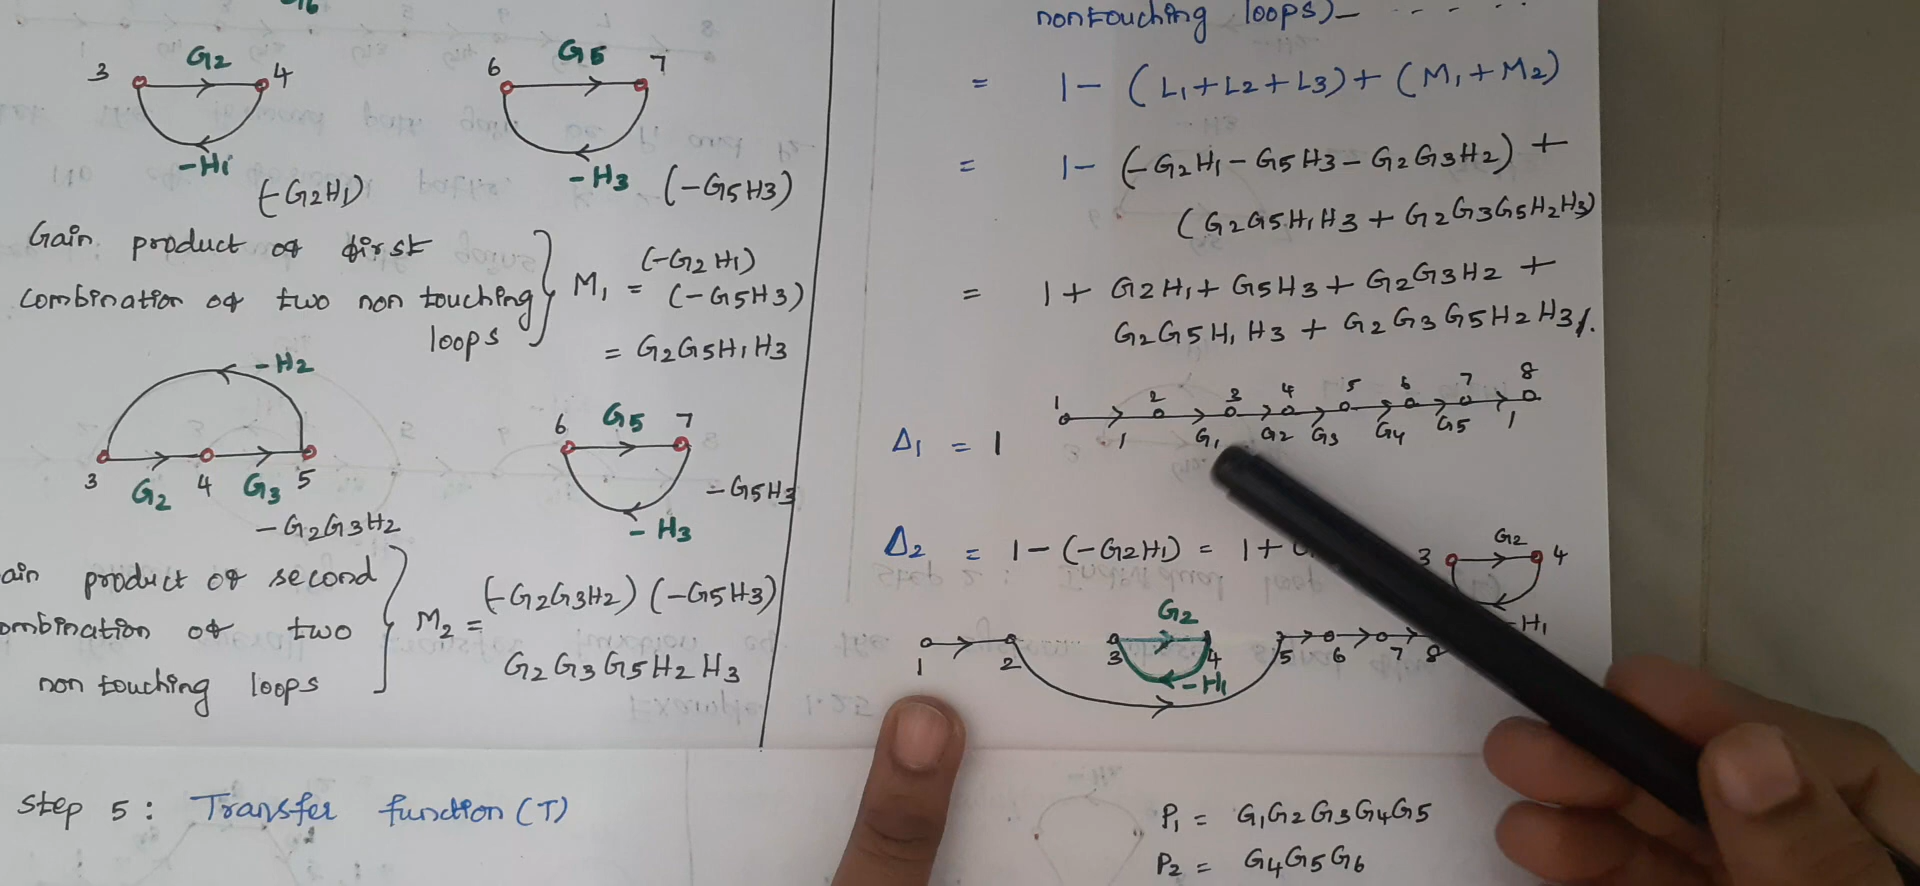 3 G2 4
-H1
(-G2H1)
6 G5 7
-H3 (-G5H3)
Gain product of first
combination of two non touching
loops
M1 = (-G2H1)
(-G5H3)
= G2G5H1H3
-H2
3 G2 4 G3 5
-G2G3H2
6 G5 7
-G5H3
-H3
ain product of second
ombination of two
non touching loops
M2 = (-G2G3H2) (-G5H3)
G2 G3 G5 H2 H3
Step 5: Transfer function (T)
nontouching loops) - - - - -
= 1 - (L1+L2+L3) + (M1+M2)
= 1 - (-G2H1 - G5H3 - G2G3H2) +
(G2G5H1H3 + G2G3G5H2H3)
= 1 + G2H1 + G5H3 + G2G3H2 +
G2G5H1H3 + G2G3G5H2H3//.
1 2 3 4 5 6 7 8
1 G1 G2 G3 G4 G5 1
Δ1 = 1
Δ2 = 1-(-G2H1) = 1+
3 G2 4
-H1
G2
1 2 3 4 5 6 7 8
-H1
P1 = G1G2G3G4G5
P2 = G4G5G6